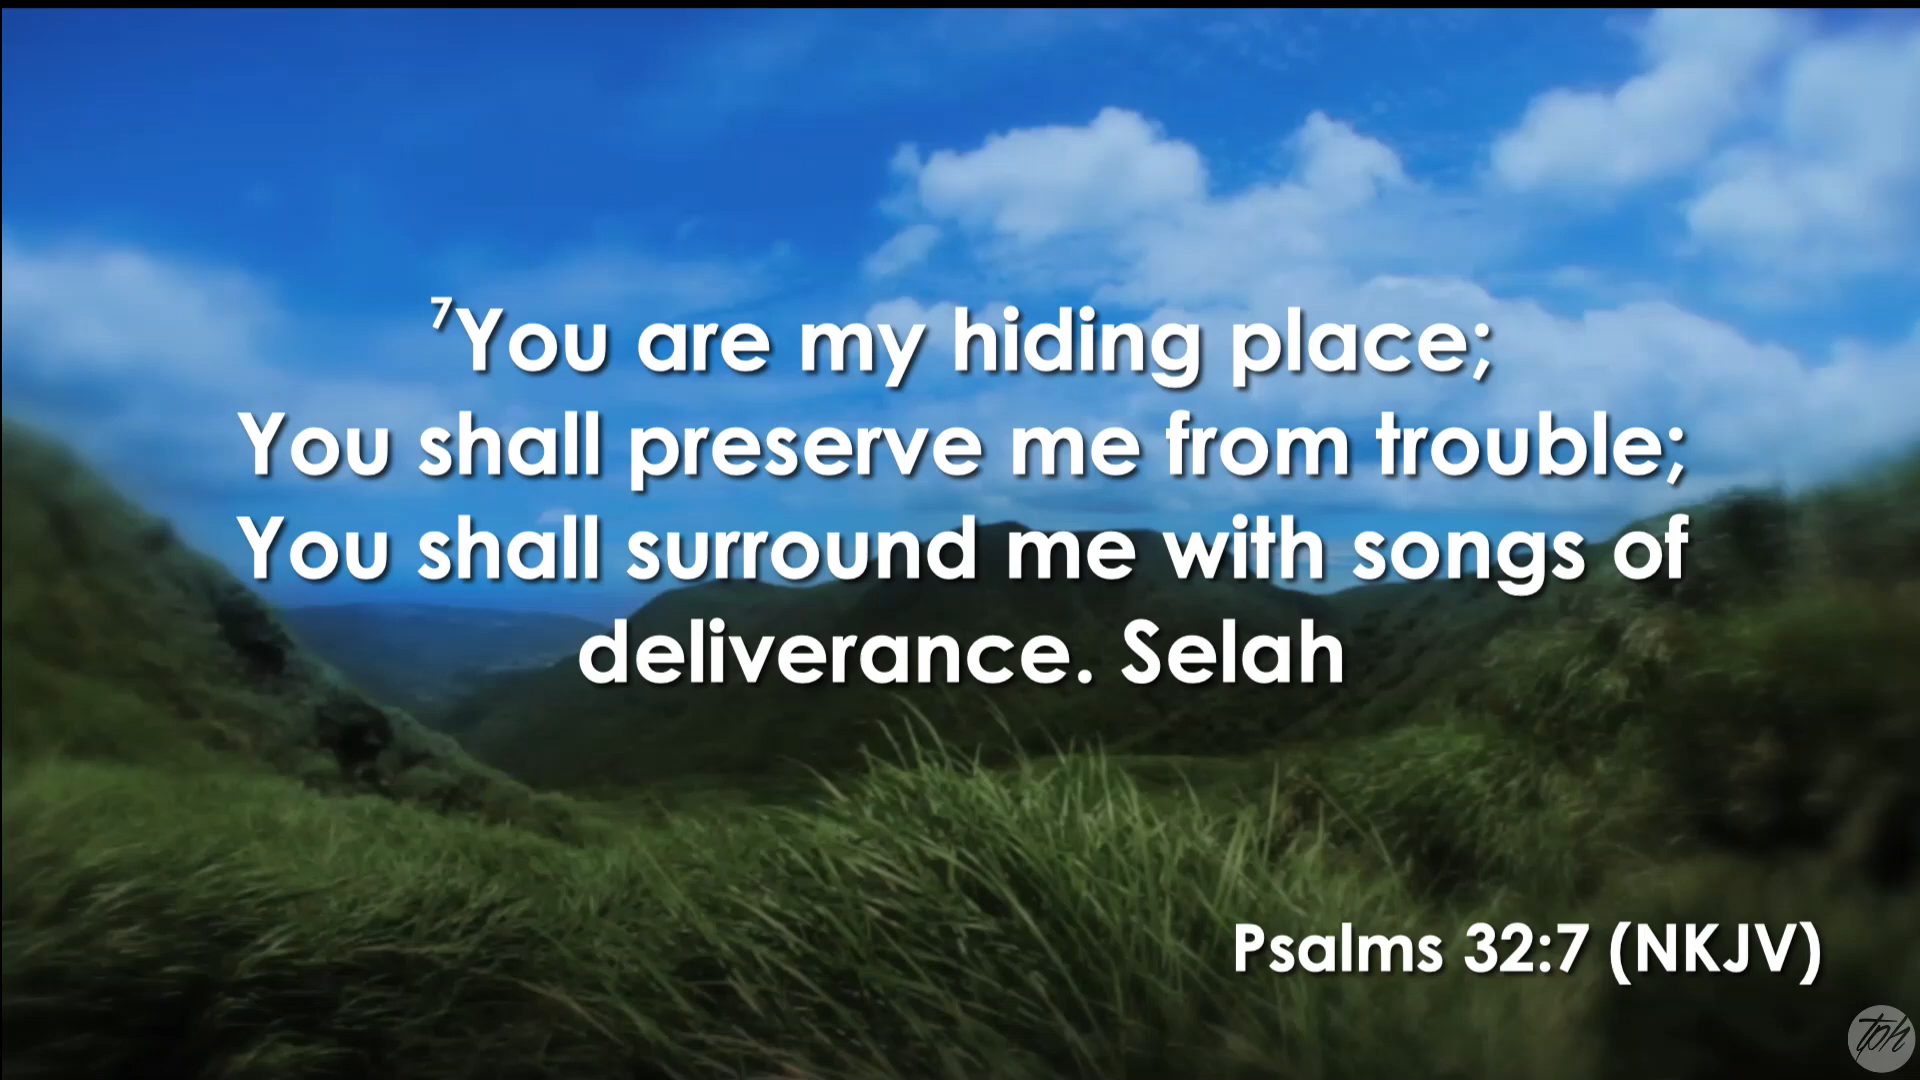 ⁷You are my hiding place;
You shall preserve me from trouble;
You shall surround me with songs of
deliverance. Selah
Psalms 32:7 (NKJV)
tph